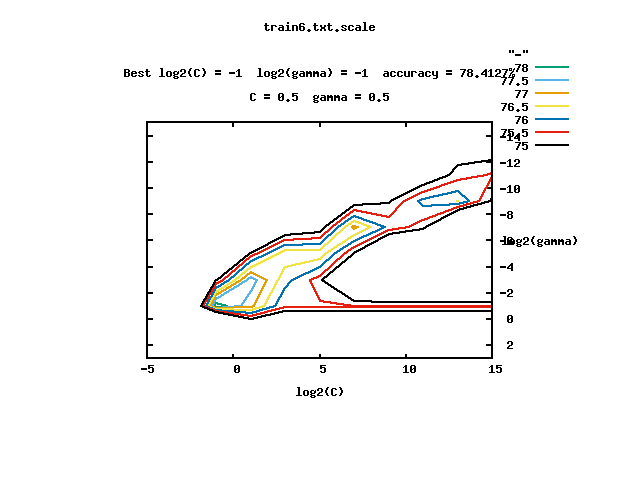 train6.txt.scale
"-"
Best log2(C) = -1  log2(gamma) = -1  accuracy = 78.4127%
78
77.5
C = 0.5  gamma = 0.5
77
76.5
76
75.5
75
-14
-12
-10
-8
-6
log2(gamma)
-4
-2
0
2
-5 0 5 10 15
log2(C)